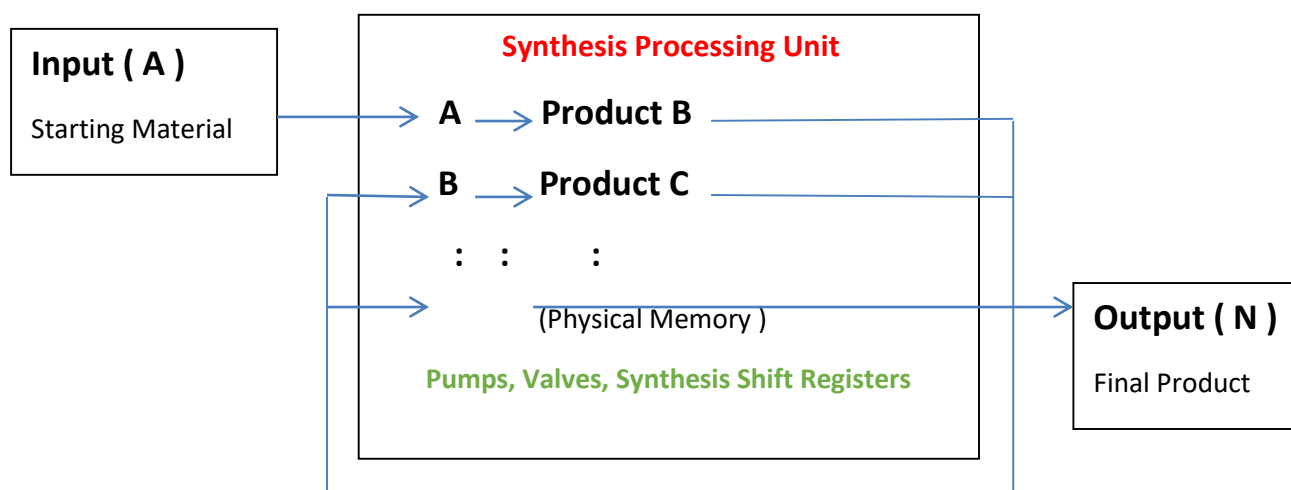 Synthesis Processing Unit
Input ( A )
Starting Material
A Product B
B Product C
: : :
(Physical Memory )
Output ( N )
Pumps, Valves, Synthesis Shift Registers
Final Product